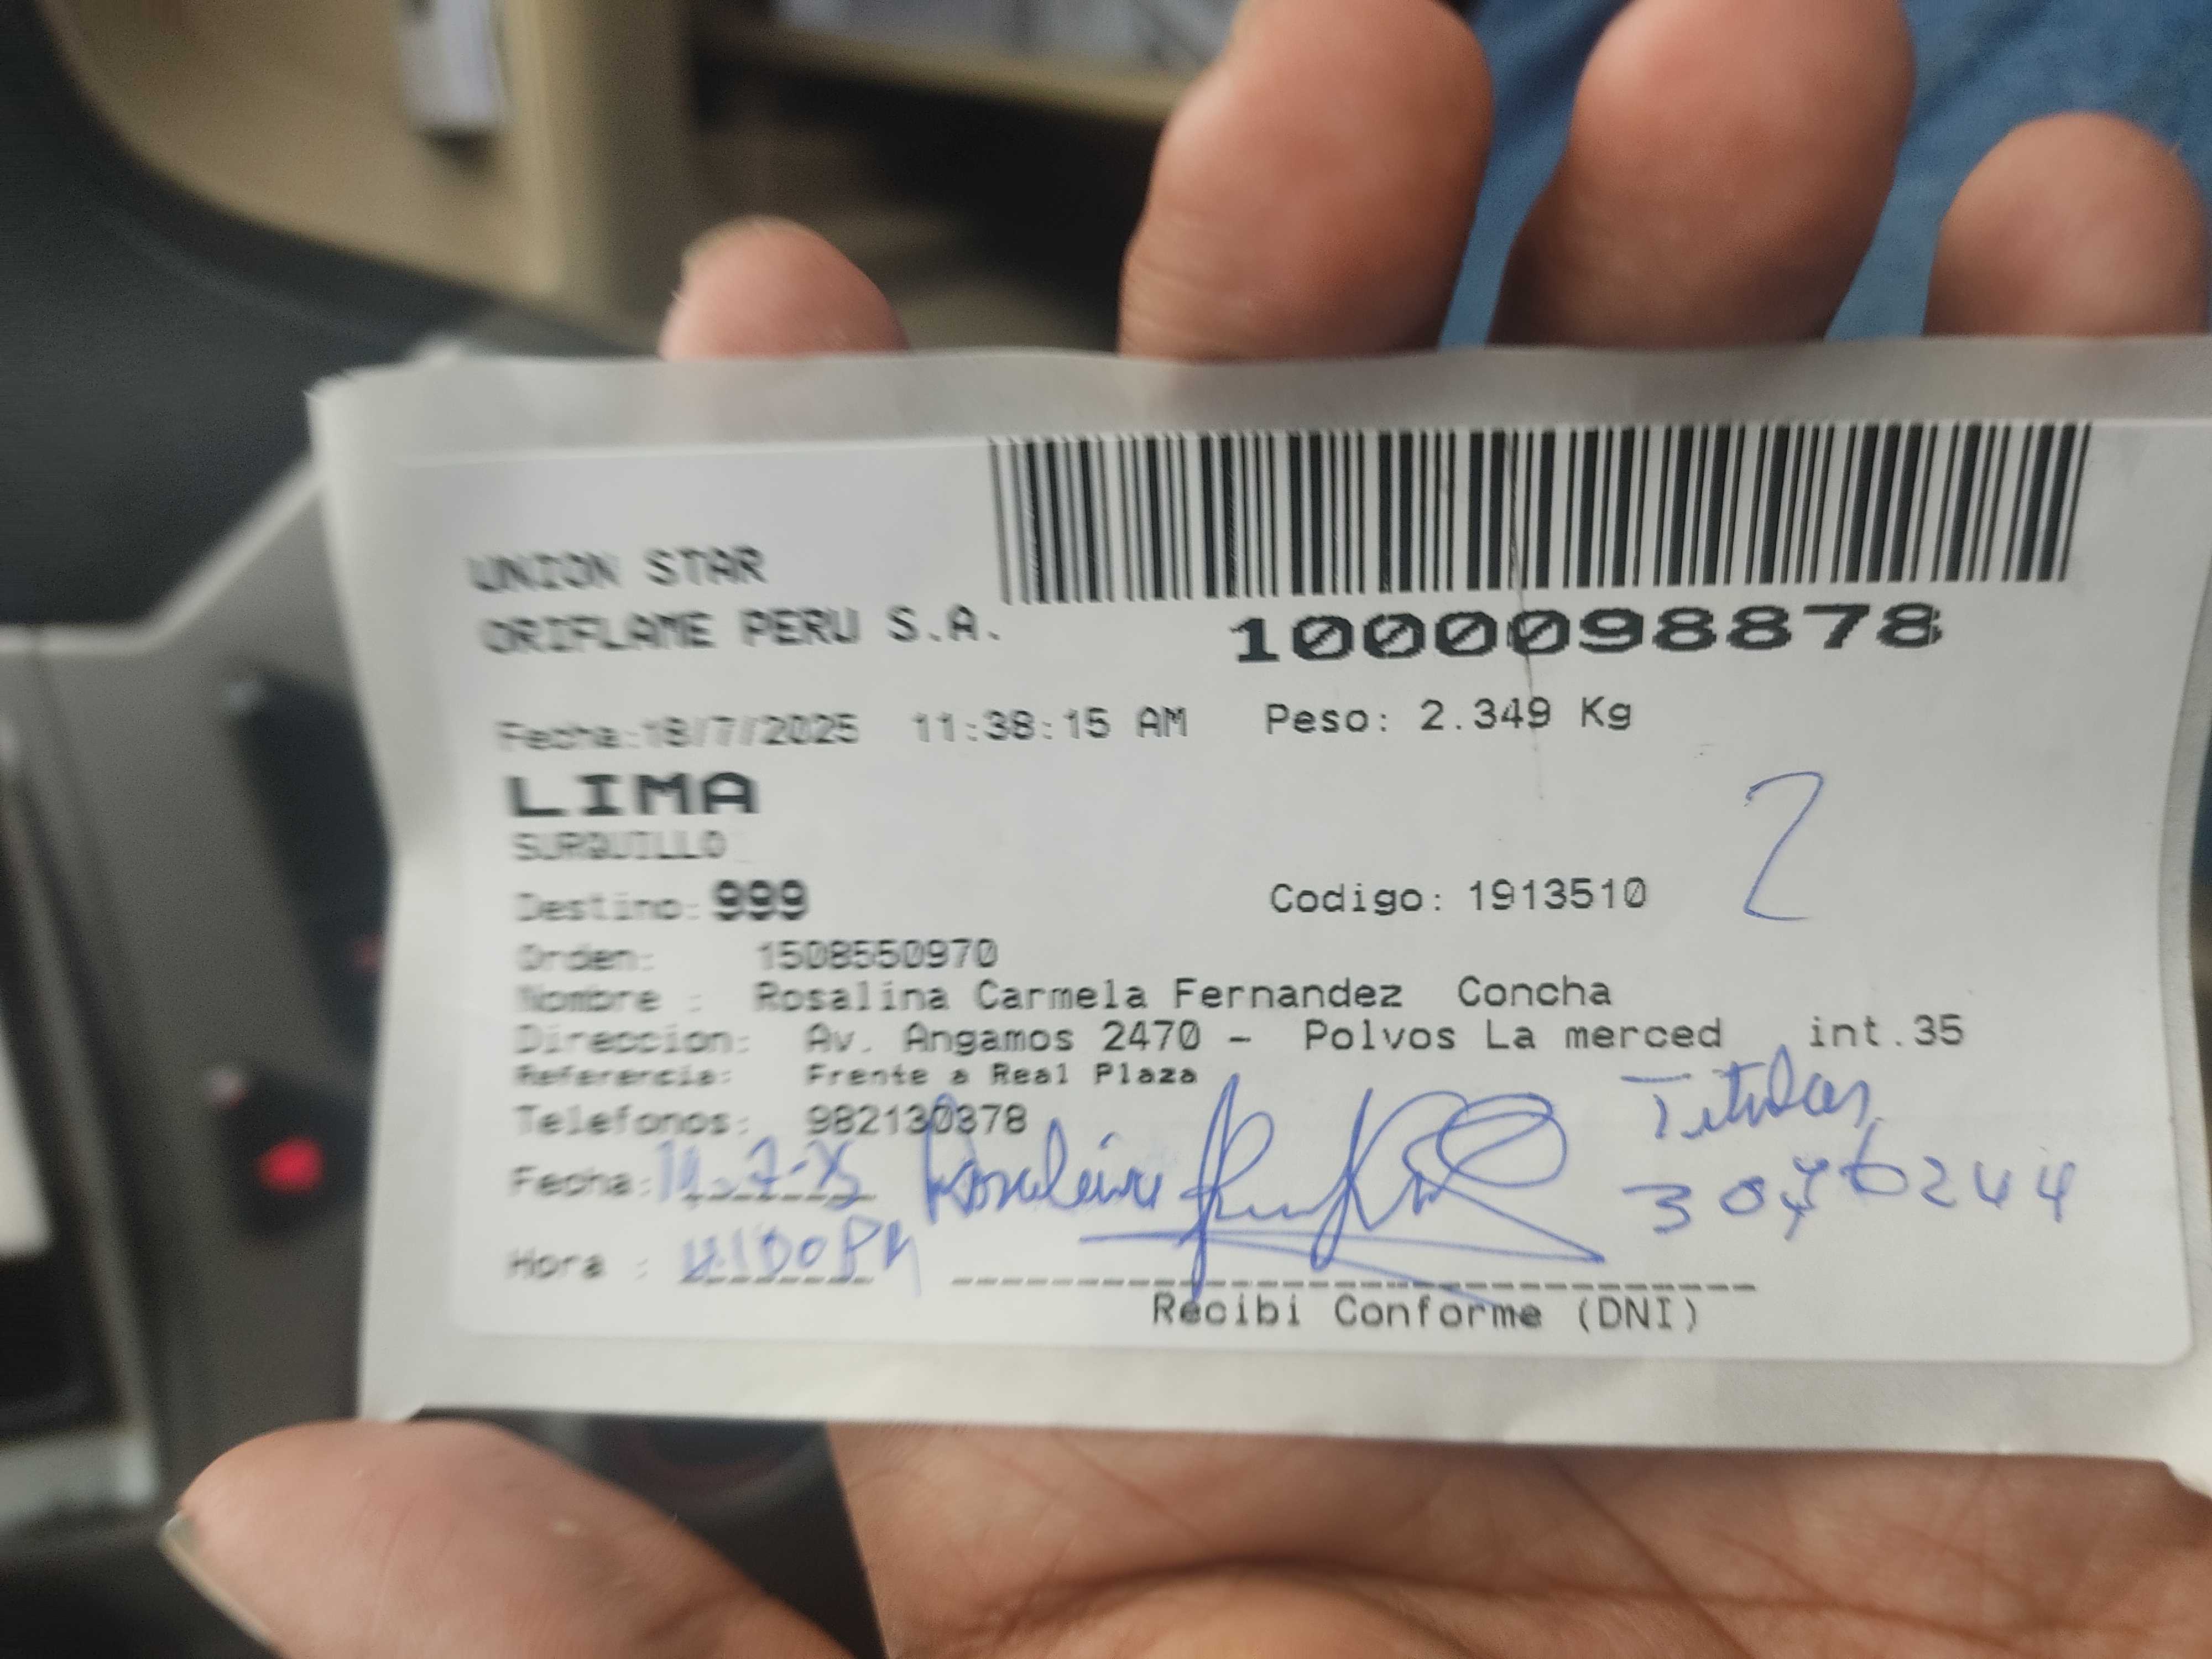 UNION STAR
ORIFLAME PERU S.A.
1000098878
Fecha:18/7/2025 11:38:15 AM Peso: 2.349 Kg
LIMA
2
SURQUILLO
Destino: 999 Codigo: 1913510
Orden: 1508550970
Nombre : Rosalina Carmela Fernandez Concha
Direccion: Av. Angamos 2470 - Polvos La merced int.35
Referencia: Frente a Real Plaza
Titular
Telefonos: 982130378
Fecha:
Hora :
Recibi Conforme (DNI)